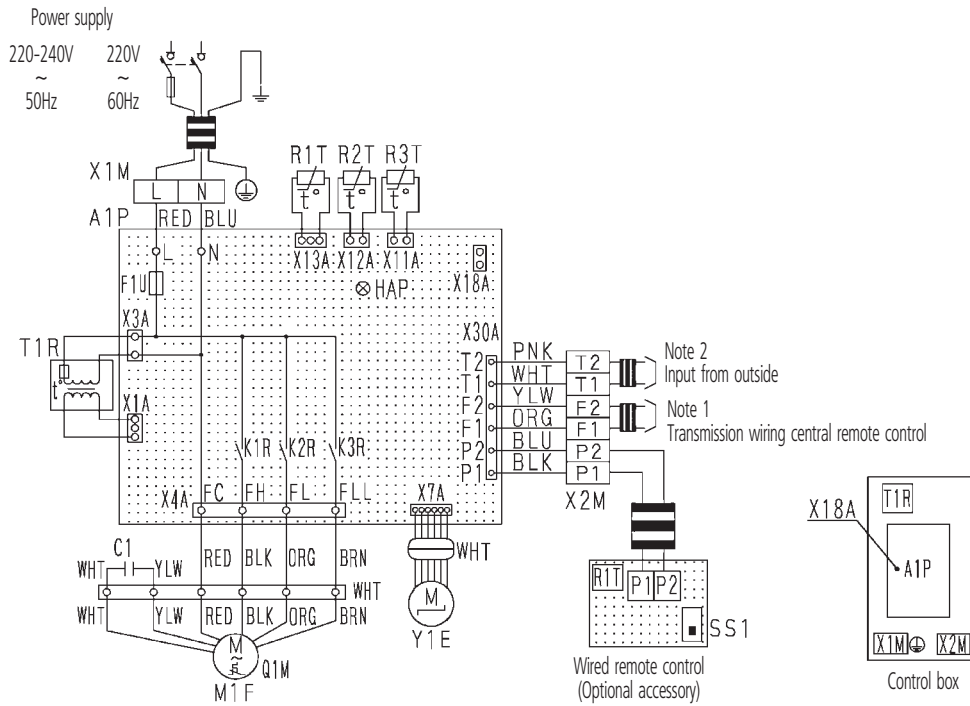 Power supply
220-240V 220V
~ ~
50Hz 60Hz
X1M
L N
A1P RED BLU
R1T R2T R3T
t° t° t°
X13A X12A X11A
X18A
L N
F1U
HAP
X3A
T1R
t°
X1A
X30A
T2 PNK T2
T1 WHT T1
F2 YLW F2
F1 ORG F1
P2 BLU P2
P1 BLK P1
X2M
Note 2
Input from outside
Note 1
Transmission wiring central remote control
K1R K2R K3R
X4A FC FH FL FLL
X7A
WHT
M
Y1E
C1
WHT YLW RED BLK ORG BRN
WHT
WHT YLW RED BLK ORG BRN
M
~
Q1M
M1F
R1T P1 P2
SS1
Wired remote control
(Optional accessory)
X18A
T1R
A1P
X1M X2M
Control box